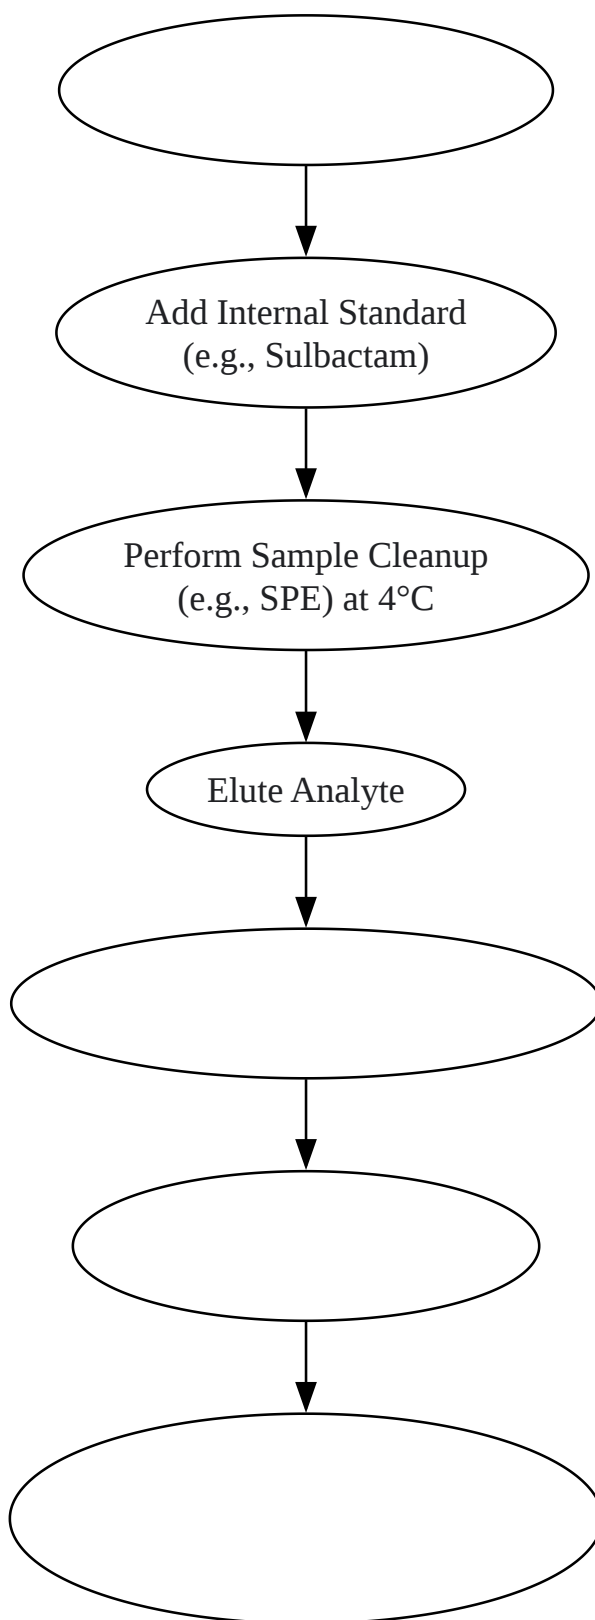 Add Internal Standard
(e.g., Sulbactam)
Perform Sample Cleanup
(e.g., SPE) at 4°C
Elute Analyte